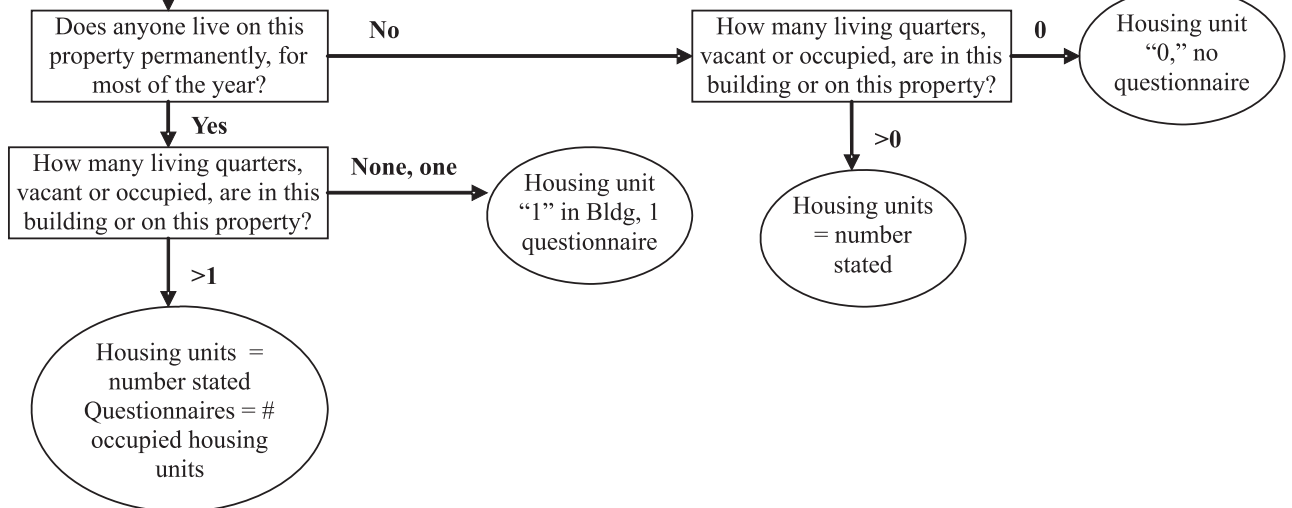 Does anyone live on this
property permanently, for
most of the year?
No
How many living quarters,
vacant or occupied, are in this
building or on this property?
0
Housing unit
“0,” no
questionnaire
Yes
>0
How many living quarters,
vacant or occupied, are in this
building or on this property?
None, one
Housing unit
“1” in Bldg, 1
questionnaire
Housing units
= number
stated
>1
Housing units =
number stated
Questionnaires = #
occupied housing
units